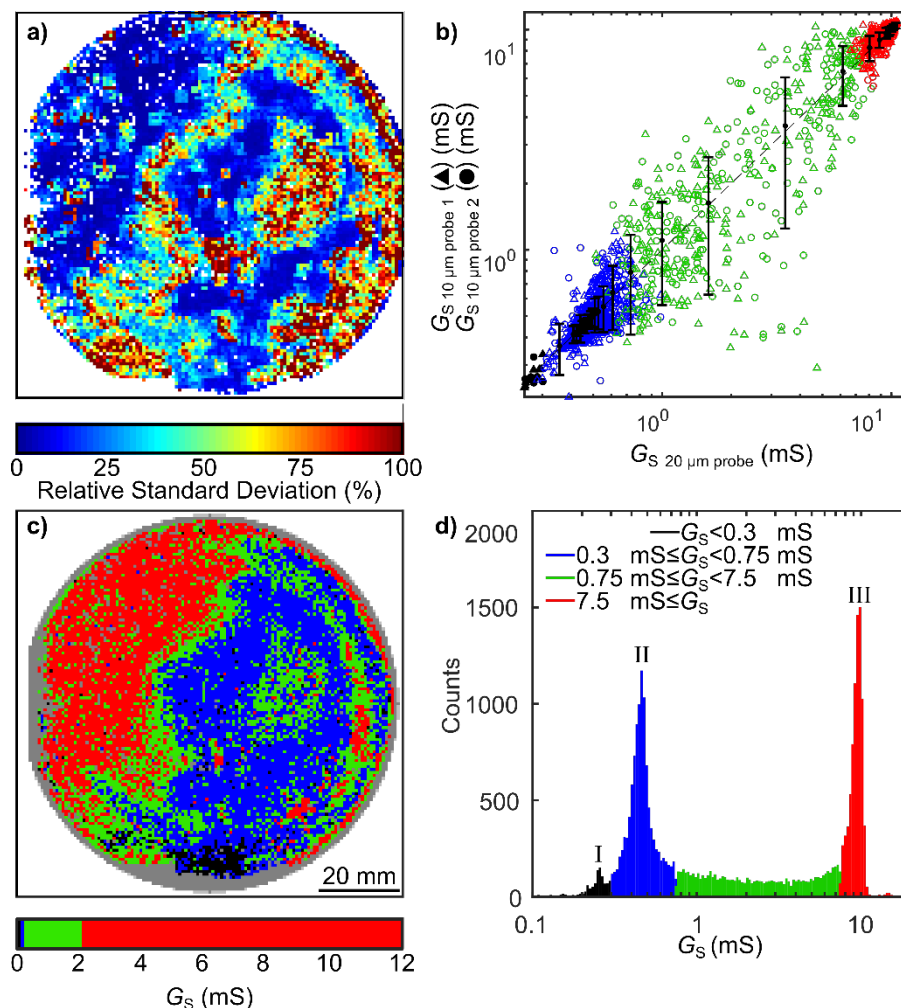 a)
0 25 50 75 100
Relative Standard Deviation (%)
b)
10¹
10⁰
G_S 10 µm probe 1 (▲) (mS)
G_S 10 µm probe 2 (●) (mS)
10⁰ 10¹
G_S 20 µm probe (mS)
c)
20 mm
0 2 4 6 8 10 12
G_S (mS)
d)
2000
1500
1000
500
0
Counts
G_S<0.3 mS
0.3 mS≤G_S<0.75 mS
0.75 mS≤G_S<7.5 mS
7.5 mS≤G_S
I
II
III
0.1 1 10
G_S (mS)